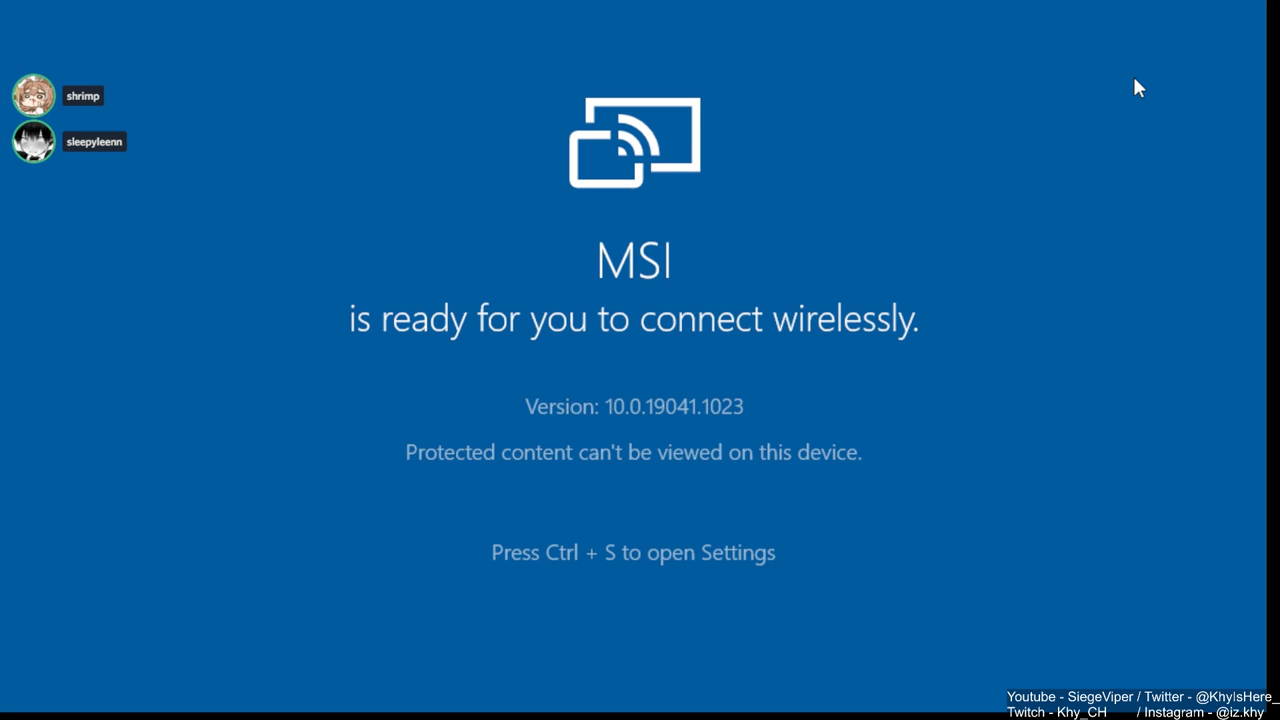 shrimp
sleepyleenn
MSI
is ready for you to connect wirelessly.
Version: 10.0.19041.1023
Protected content can't be viewed on this device.
Press Ctrl + S to open Settings
Youtube - SiegeViper / Twitter - @KhyIsHere_
Twitch - Khy_CH / Instagram - @iz.khy